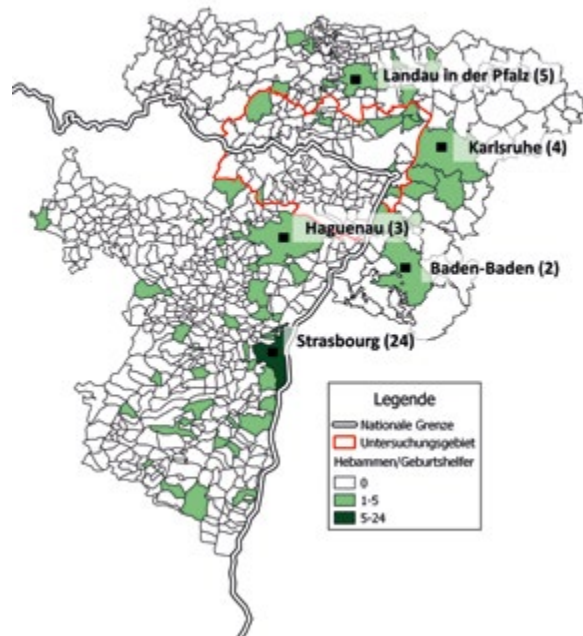 Landau in der Pfalz (5)
Karlsruhe (4)
Haguenau (3)
Baden-Baden (2)
Strasbourg (24)
Legende
Nationale Grenze
Untersuchungsgebiet
Hebammen/Geburtshelfer
0
1-5
5-24